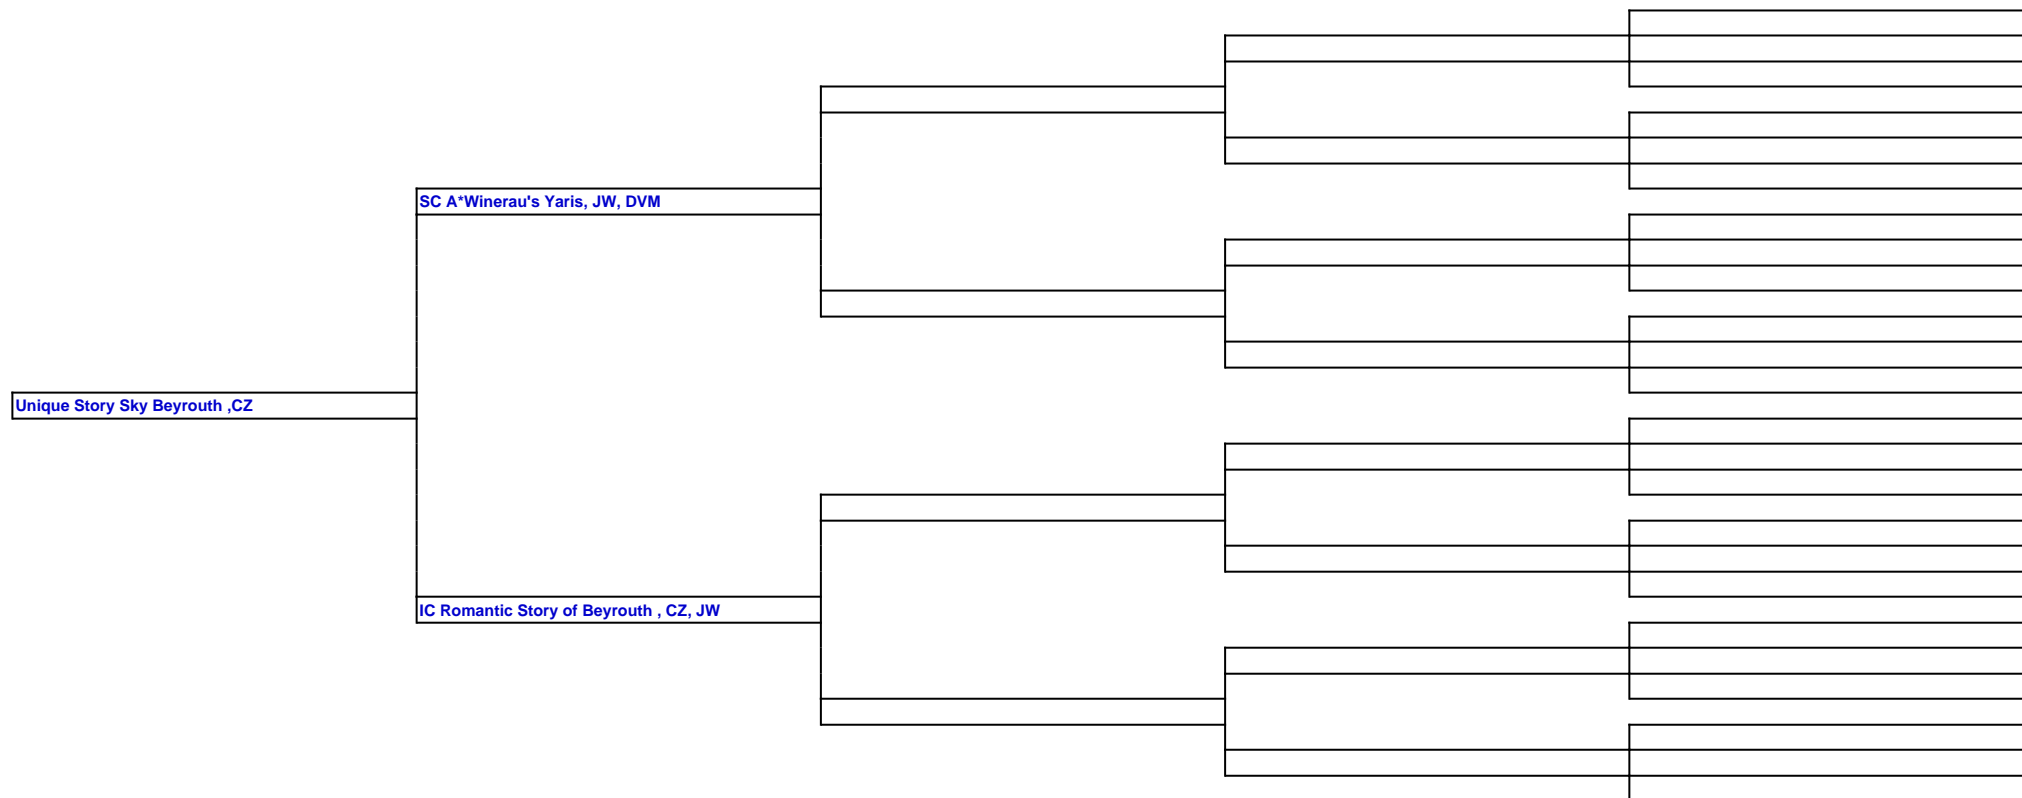 SC A*Winerau's Yaris, JW, DVM
Unique Story Sky Beyrouth ,CZ
IC Romantic Story of Beyrouth , CZ, JW